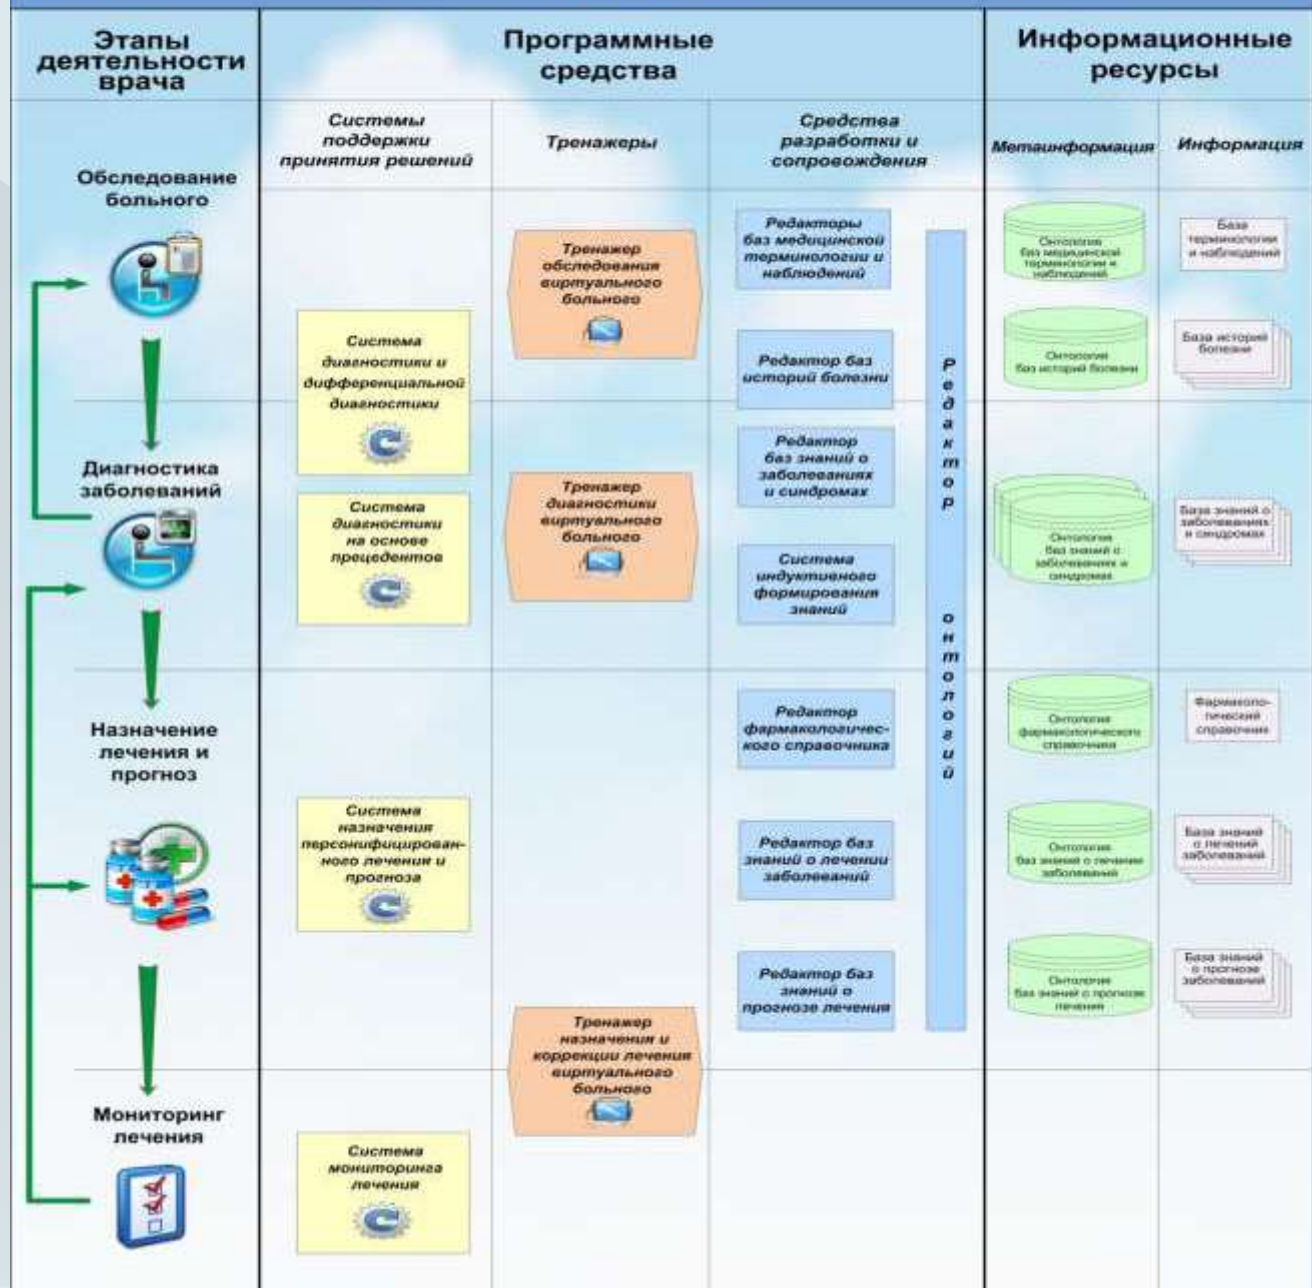 Этапы
деятельности
врача
Программные
средства
Информационные
ресурсы
Системы
поддержки
принятия решений
Тренажеры
Средства
разработки и
сопровождения
Метаинформация
Информация
Обследование
больного
Диагностика
заболеваний
Назначение
лечения и
прогноз
Мониторинг
лечения
Система
диагностики и
дифференциальной
диагностики
Система
диагностики
на основе
прецедентов
Система
назначения
персонифицирован-
ного лечения и
прогноза
Система
мониторинга
лечения
Тренажер
обследования
виртуального
больного
Тренажер
диагностики
виртуального
больного
Тренажер
назначения и
коррекции лечения
виртуального
больного
Редакторы
баз медицинской
терминологии и
наблюдений
Редактор баз
историй болезни
Редактор
баз знаний о
заболеваниях
и синдромах
Система
индуктивного
формирования
знаний
Редактор
фармакологичес-
кого справочника
Редактор баз
знаний о лечении
заболеваний
Редактор баз
знаний о
прогнозе лечения
Редактор онтологий
Онтология
баз медицинской
терминологии и
наблюдений
Онтология
баз историй болезни
Онтология
баз знаний о
заболеваниях и
синдромах
Онтология
фармакологического
справочника
Онтология
баз знаний о лечении
заболеваний
Онтология
баз знаний о прогнозе
лечения
База
терминологии
и наблюдений
База историй
болезни
База знаний о
заболеваниях
и синдромах
Фармаколо-
гический
справочник
База знаний
о лечений
заболеваний
База знаний
о прогнозе
заболеваний